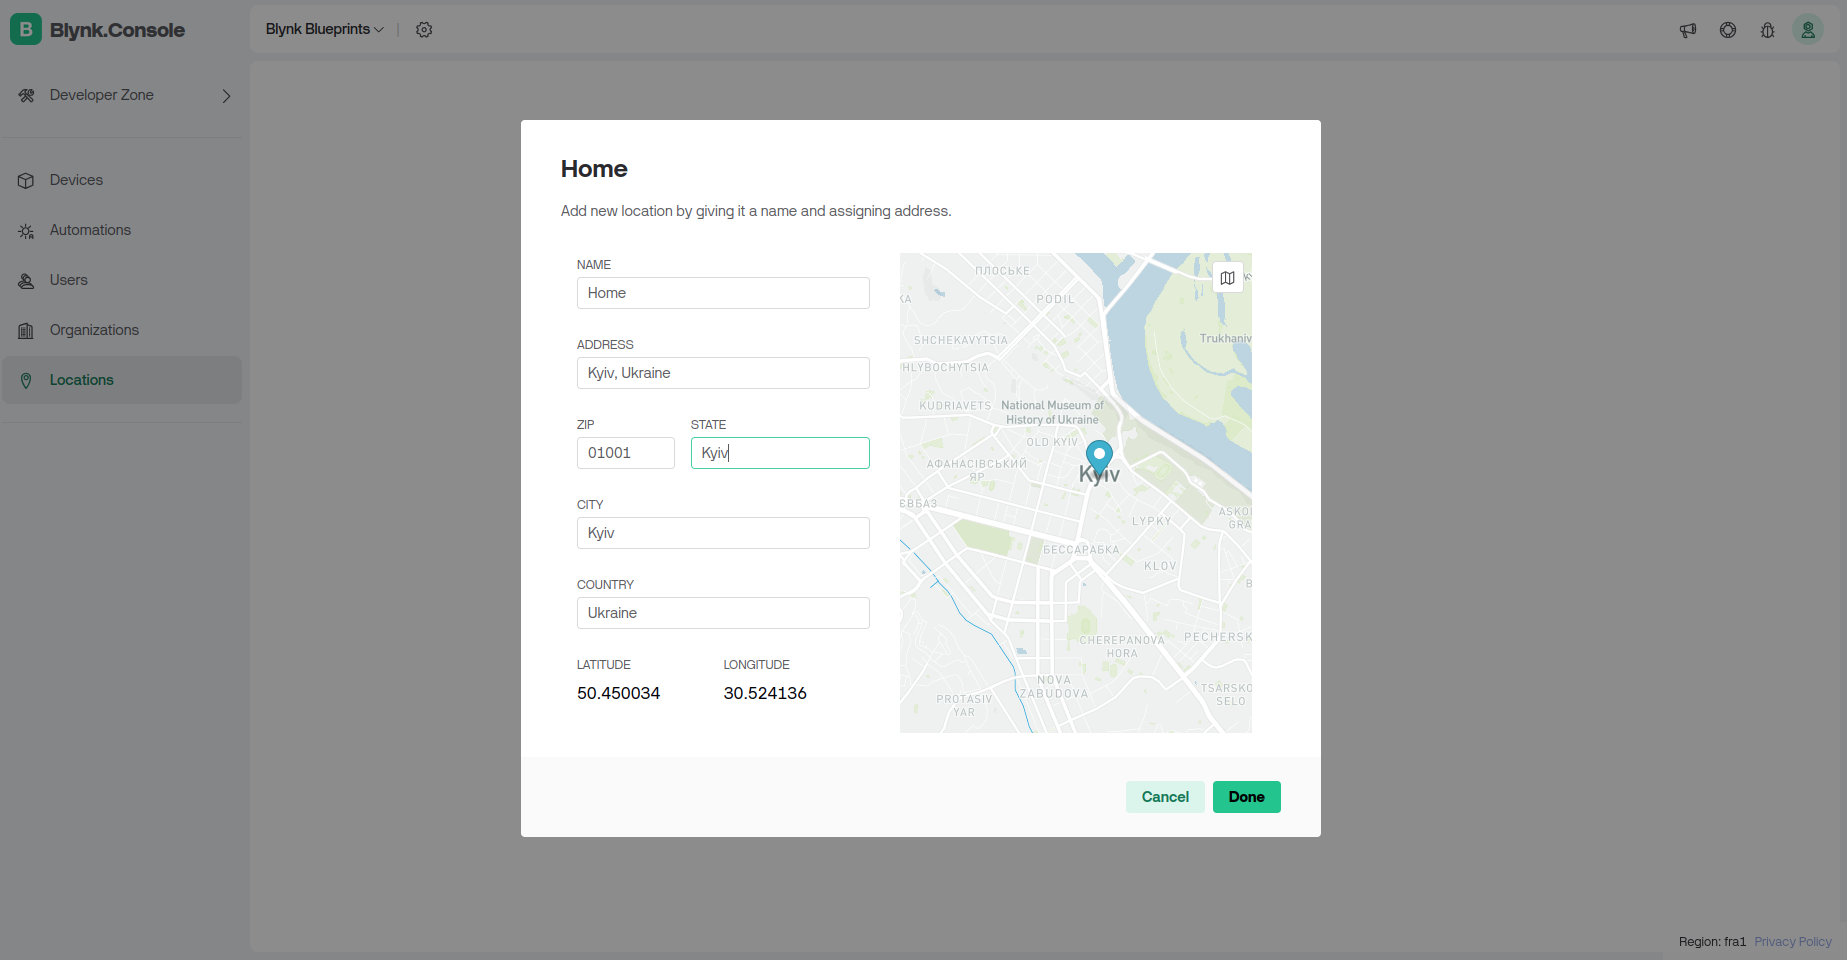 B Blynk.Console
Blynk Blueprints
Developer Zone
Devices
Automations
Users
Organizations
Locations
Home
Add new location by giving it a name and assigning address.
NAME
Home
ADDRESS
Kyiv, Ukraine
ZIP STATE
01001 Kyiv
CITY
Kyiv
COUNTRY
Ukraine
LATITUDE LONGITUDE
50.450034 30.524136
ПЛОСЬКЕ
PODIL
SHCHEKAVYTSIA
Trukhaniv
HLYBOCHYTSIA
KUDRIAVETS
National Museum of
History of Ukraine
OLD KYIV
АФАНАСІВСЬКИЙ
ЯР
Kyiv
ЄВБАЗ
LYPKY
ASKO
GRA
БЕССАРАБКА
KLOV
CHEREPANOVA
HORA
PECHERSK
NOVA
ZABUDOVA
TSARSKO
SELO
PROTASIV
YAR
Cancel Done
Region: fra1 Privacy Policy